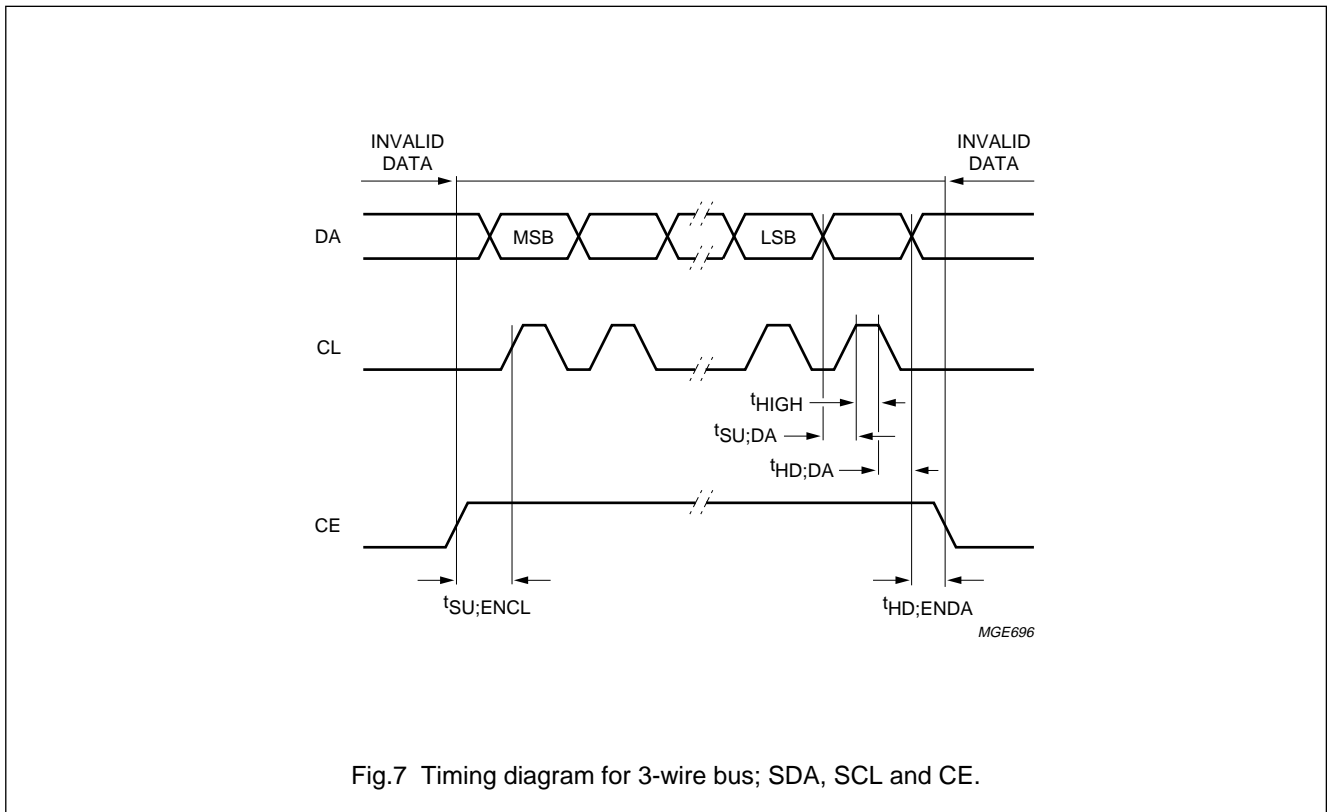 INVALID
DATA
INVALID
DATA
DA
MSB
LSB
CL
tHIGH
tSU;DA
tHD;DA
CE
tSU;ENCL
tHD;ENDA
MGE696
Fig.7 Timing diagram for 3-wire bus; SDA, SCL and CE.